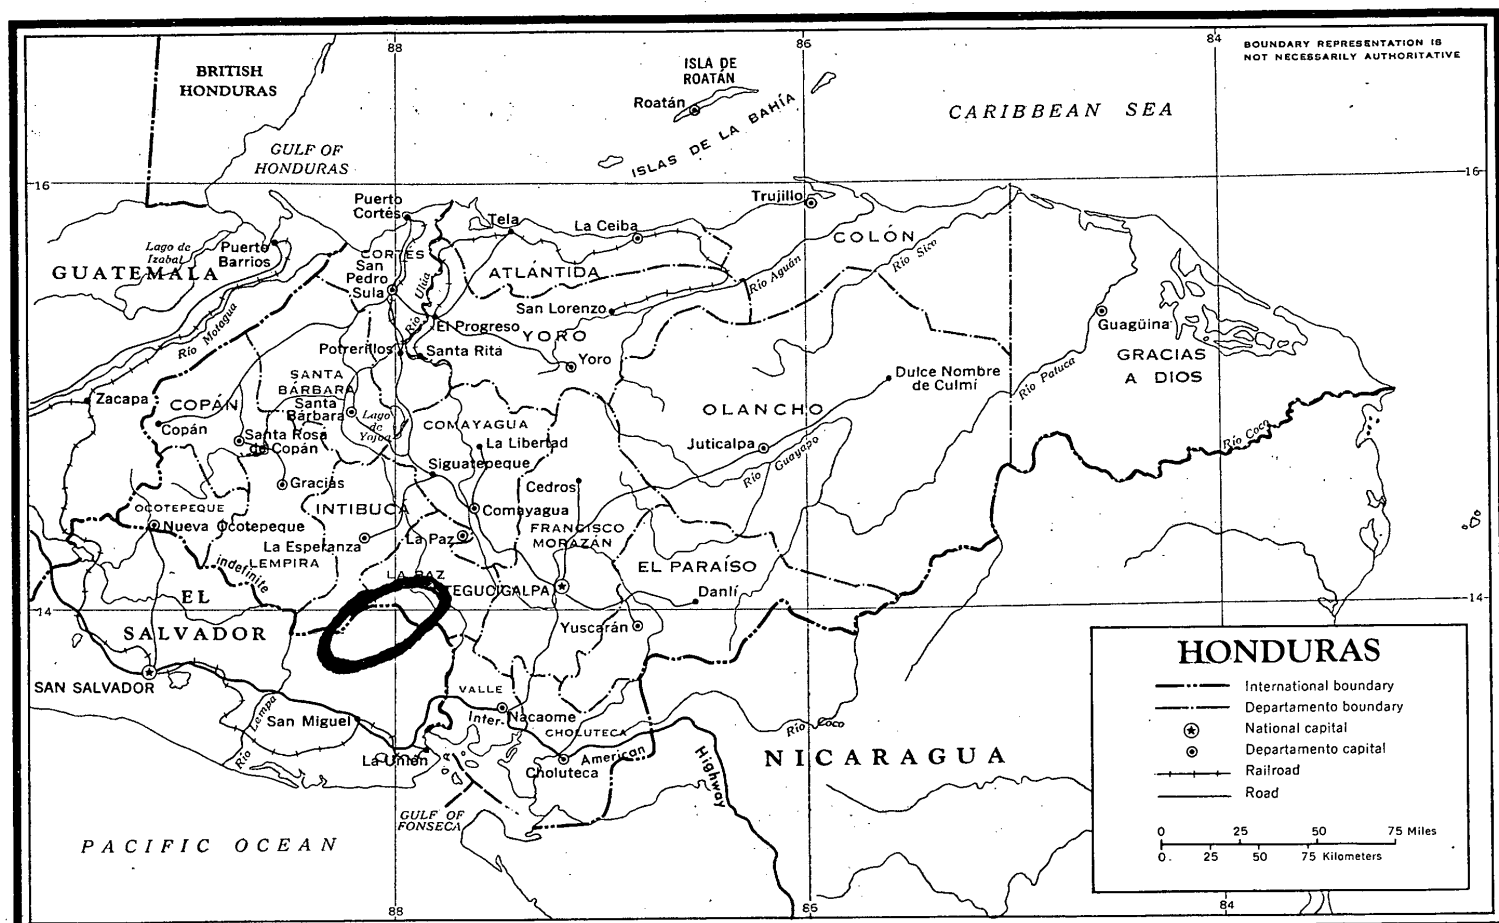 88
86
84
BOUNDARY REPRESENTATION IS
NOT NECESSARILY AUTHORITATIVE
BRITISH
HONDURAS
ISLA DE
ROATÁN
Roatán
ISLAS DE LA BAHÍA
CARIBBEAN SEA
GULF OF
HONDURAS
16
16
Puerto
Cortés
Tela
La Ceiba
Trujillo
COLÓN
Río Sico
Lago de
Izabal
Puerto
Barrios
GUATEMALA
CORTÉS
San
Pedro
Sula
Río Ulúa
ATLÁNTIDA
Río Aguán
San Lorenzo
Río Motagua
El Progreso
YORO
Guagüina
Potrerillos
Santa Rita
Yoro
GRACIAS
A DIOS
SANTA
BÁRBARA
Santa
Bárbara
Dulce Nombre
de Culmí
Río Patuca
Zacapa
COPÁN
Copán
Lago
de
Yojoa
COMAYAGUA
OLANCHO
Santa Rosa
de Copán
La Libertad
Juticalpa
Río Guayapo
Río Coco
Siguatepeque
Gracias
Cedros
OCOTEPEQUE
INTIBUCA
Comayagua
Nueva Ocotepeque
FRANCISCO
MORAZÁN
La Esperanza
La Paz
LEMPIRA
indefinite
EL PARAÍSO
LA PAZ
TEGUCIGALPA
Danlí
EL
SALVADOR
14
14
Yuscarán
SAN SALVADOR
VALLE
Nacaome
Inter-
American
Highway
CHOLUTECA
Choluteca
San Miguel
Río Lempa
La Unión
Río Coco
NICARAGUA
GULF OF
FONSECA
PACIFIC OCEAN
HONDURAS
International boundary
Departamento boundary
National capital
Departamento capital
Railroad
Road
0 25 50 75 Miles
0 25 50 75 Kilometers
88
86
84